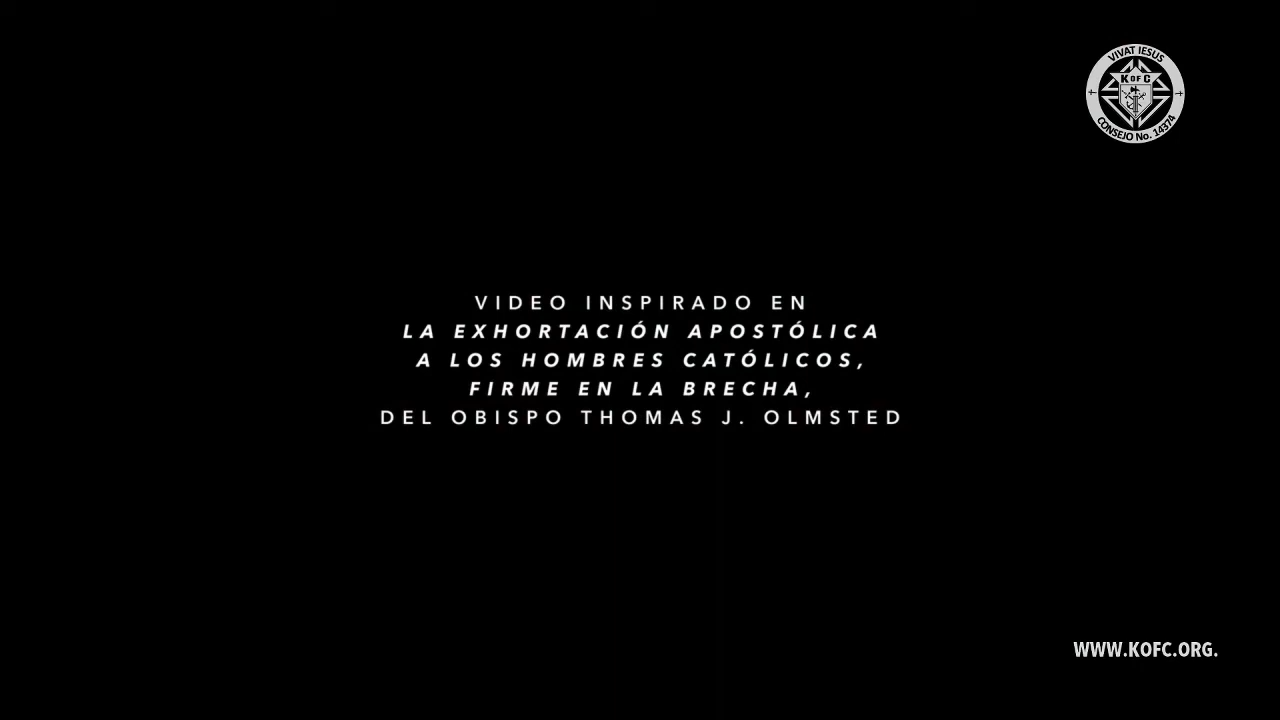 VIVAT IESUS
K OF C
CONSEJO No. 14374
VIDEO INSPIRADO EN
LA EXHORTACIÓN APOSTÓLICA
A LOS HOMBRES CATÓLICOS,
FIRME EN LA BRECHA,
DEL OBISPO THOMAS J. OLMSTED
WWW.KOFC.ORG.